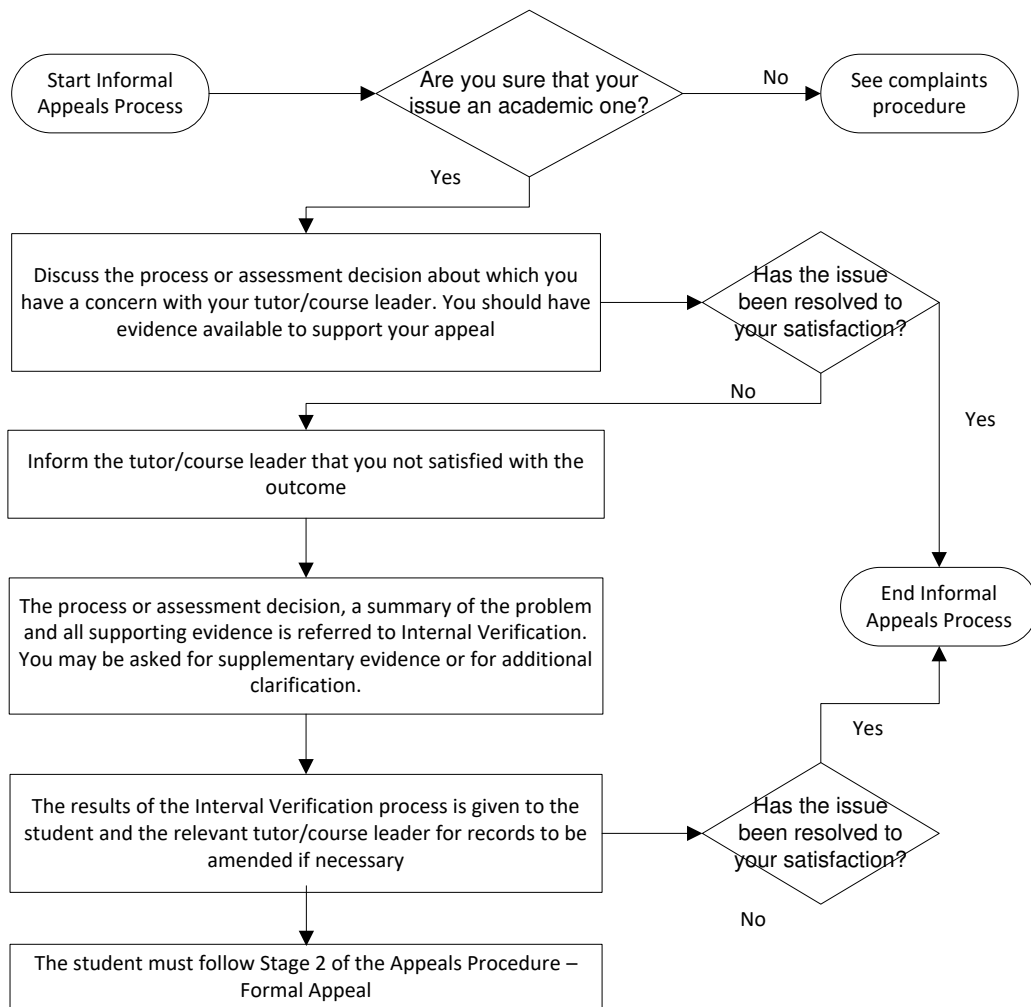 Start Informal
Appeals Process
Are you sure that your
issue an academic one?
No
See complaints
procedure
Yes
Discuss the process or assessment decision about which you
have a concern with your tutor/course leader. You should have
evidence available to support your appeal
Has the issue
been resolved to
your satisfaction?
No
Yes
Inform the tutor/course leader that you not satisfied with the
outcome
The process or assessment decision, a summary of the problem
and all supporting evidence is referred to Internal Verification.
You may be asked for supplementary evidence or for additional
clarification.
End Informal
Appeals Process
Yes
The results of the Interval Verification process is given to the
student and the relevant tutor/course leader for records to be
amended if necessary
Has the issue
been resolved to
your satisfaction?
No
The student must follow Stage 2 of the Appeals Procedure –
Formal Appeal